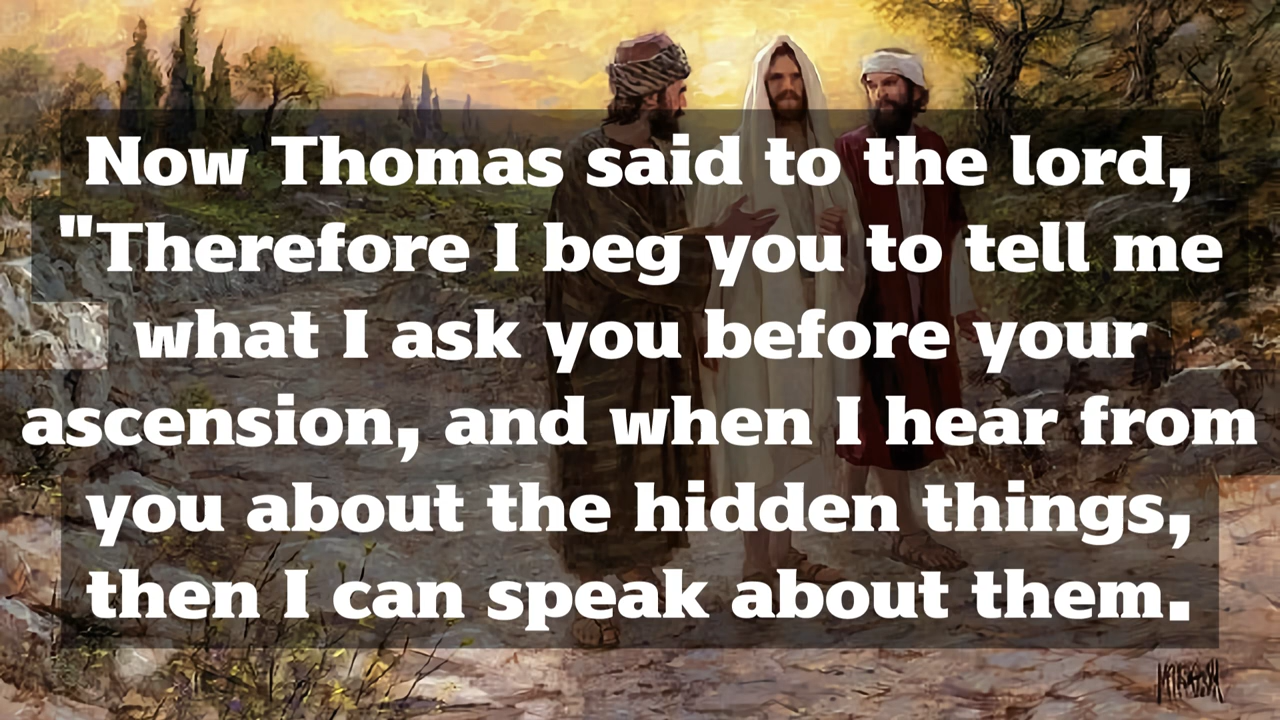 Now Thomas said to the lord,
"Therefore I beg you to tell me
what I ask you before your
ascension, and when I hear from
you about the hidden things,
then I can speak about them.